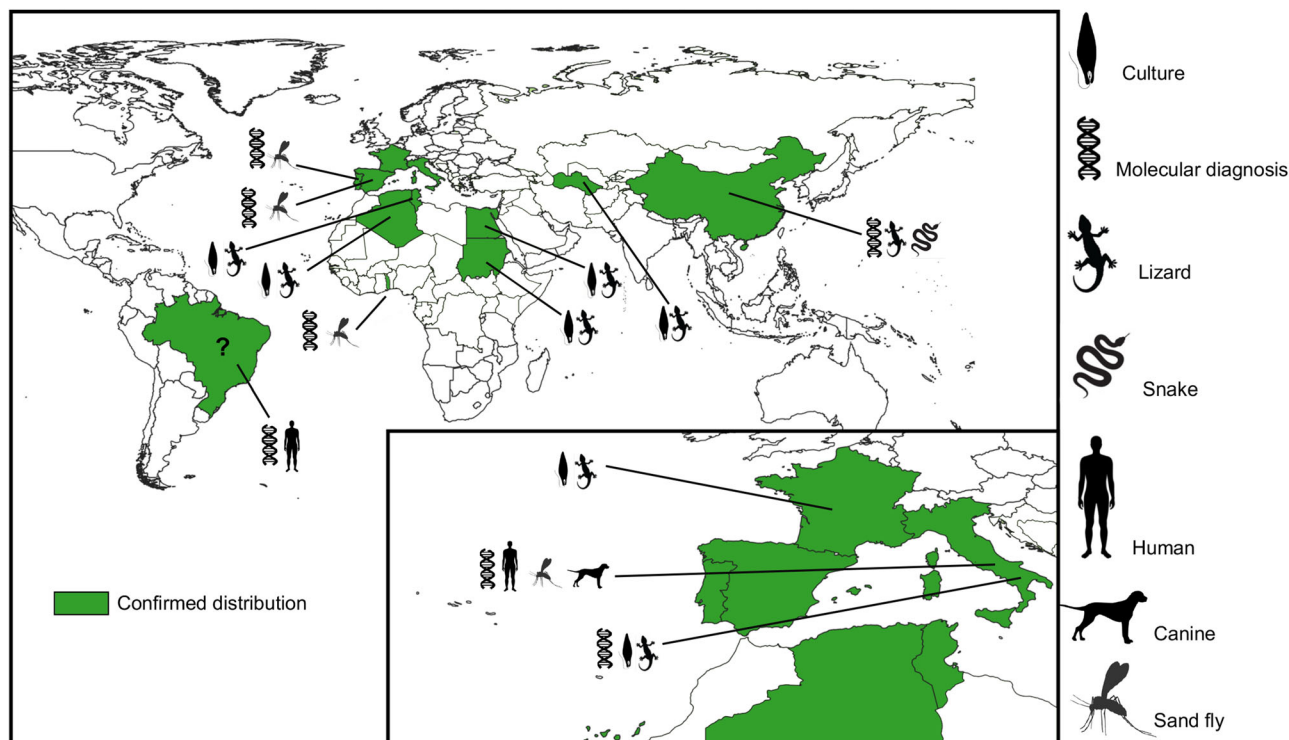 Culture
Molecular diagnosis
Lizard
Snake
?
Human
Confirmed distribution
Canine
Sand fly